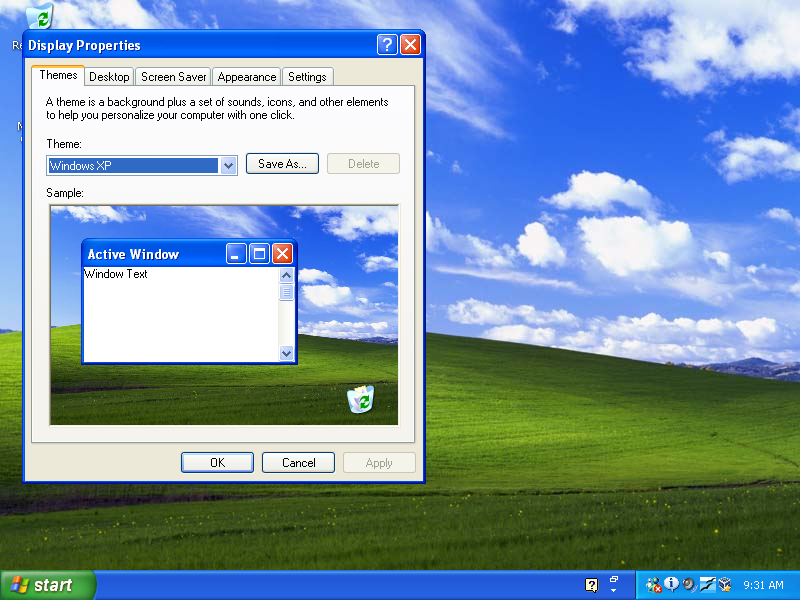 Display Properties
Themes
Desktop
Screen Saver
Appearance
Settings
A theme is a background plus a set of sounds, icons, and other elements
to help you personalize your computer with one click.
Theme:
Windows XP
Save As...
Delete
Sample:
Active Window
Window Text
OK
Cancel
Apply
start
9:31 AM